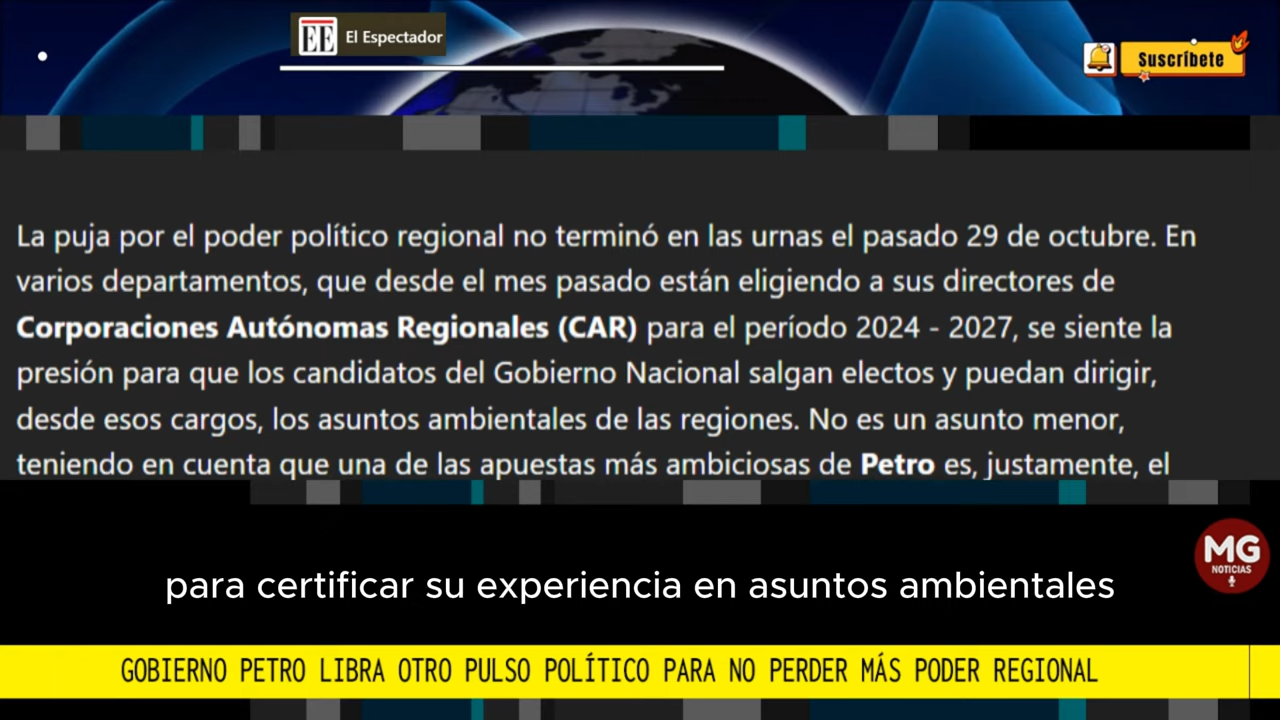 EE El Espectador
Suscríbete
La puja por el poder político regional no terminó en las urnas el pasado 29 de octubre. En
varios departamentos, que desde el mes pasado están eligiendo a sus directores de
Corporaciones Autónomas Regionales (CAR) para el período 2024 - 2027, se siente la
presión para que los candidatos del Gobierno Nacional salgan electos y puedan dirigir,
desde esos cargos, los asuntos ambientales de las regiones. No es un asunto menor,
teniendo en cuenta que una de las apuestas más ambiciosas de Petro es, justamente, el
MG
NOTICIAS
para certificar su experiencia en asuntos ambientales
GOBIERNO PETRO LIBRA OTRO PULSO POLÍTICO PARA NO PERDER MÁS PODER REGIONAL